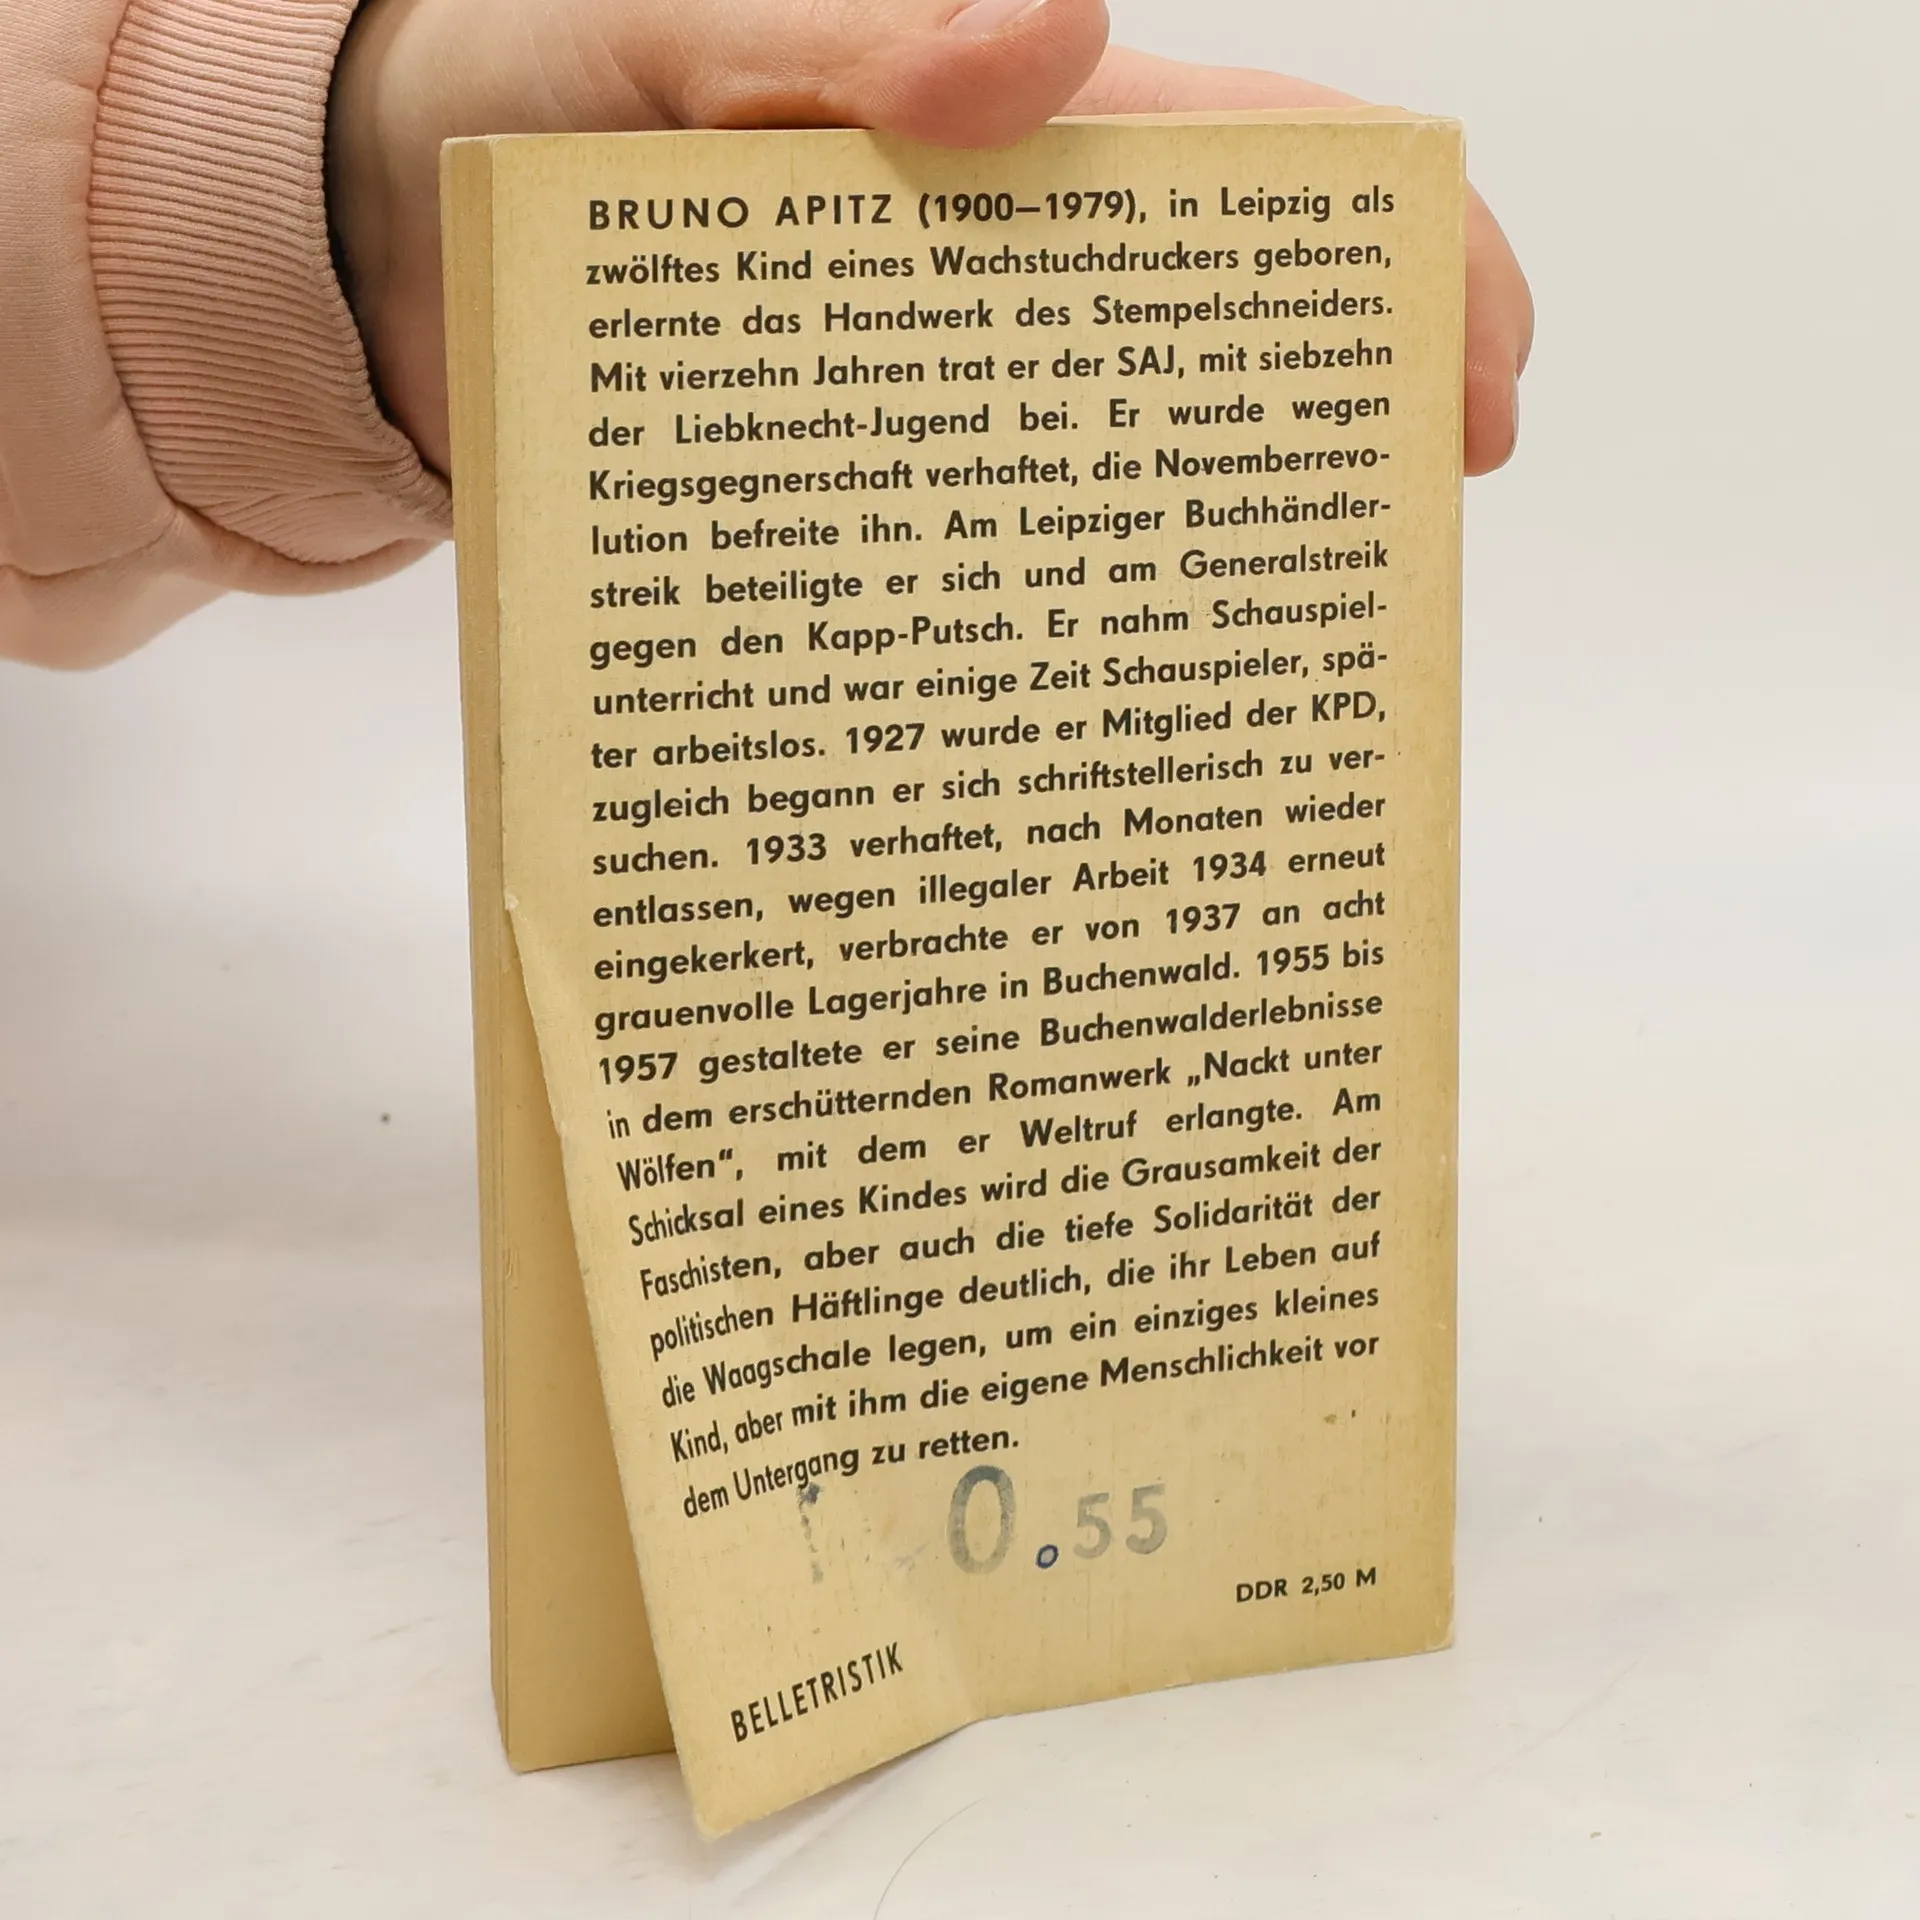 BRUNO APITZ (1900–1979), in Leipzig als
zwölftes Kind eines Wachstuchdruckers geboren,
erlernte das Handwerk des Stempelschneiders.
Mit vierzehn Jahren trat er der SAJ, mit siebzehn
der Liebknecht-Jugend bei. Er wurde wegen
Kriegsgegnerschaft verhaftet, die Novemberrevo-
lution befreite ihn. Am Leipziger Buchhändler-
streik beteiligte er sich und am Generalstreik
gegen den Kapp-Putsch. Er nahm Schauspiel-
unterricht und war einige Zeit Schauspieler, spä-
ter arbeitslos. 1927 wurde er Mitglied der KPD,
zugleich begann er sich schriftstellerisch zu ver-
suchen. 1933 verhaftet, nach Monaten wieder
entlassen, wegen illegaler Arbeit 1934 erneut
eingekerkert, verbrachte er von 1937 an acht
grauenvolle Lagerjahre in Buchenwald. 1955 bis
1957 gestaltete er seine Buchenwalderlebnisse
in dem erschütternden Romanwerk „Nackt unter
Wölfen“, mit dem er Weltruf erlangte. Am
Schicksal eines Kindes wird die Grausamkeit der
Faschisten, aber auch die tiefe Solidarität der
politischen Häftlinge deutlich, die ihr Leben auf
die Waagschale legen, um ein einziges kleines
Kind, aber mit ihm die eigene Menschlichkeit vor
dem Untergang zu retten.
0.55
DDR 2,50 M
BELLETRISTIK